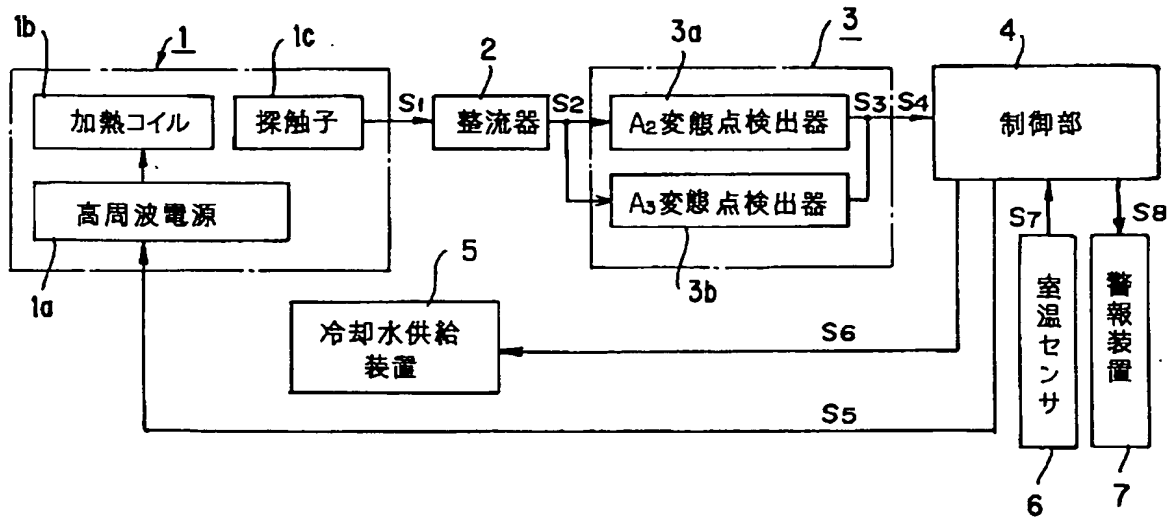 1b
1
1c
2
3a
3
4
加熱コイル
探触子
S1
整流器
S2
A2変態点検出器
S3
S4
制御部
高周波電源
A3変態点検出器
1a
3b
5
冷却水供給
装置
S6
S5
S7
S8
室温センサ
警報装置
6
7